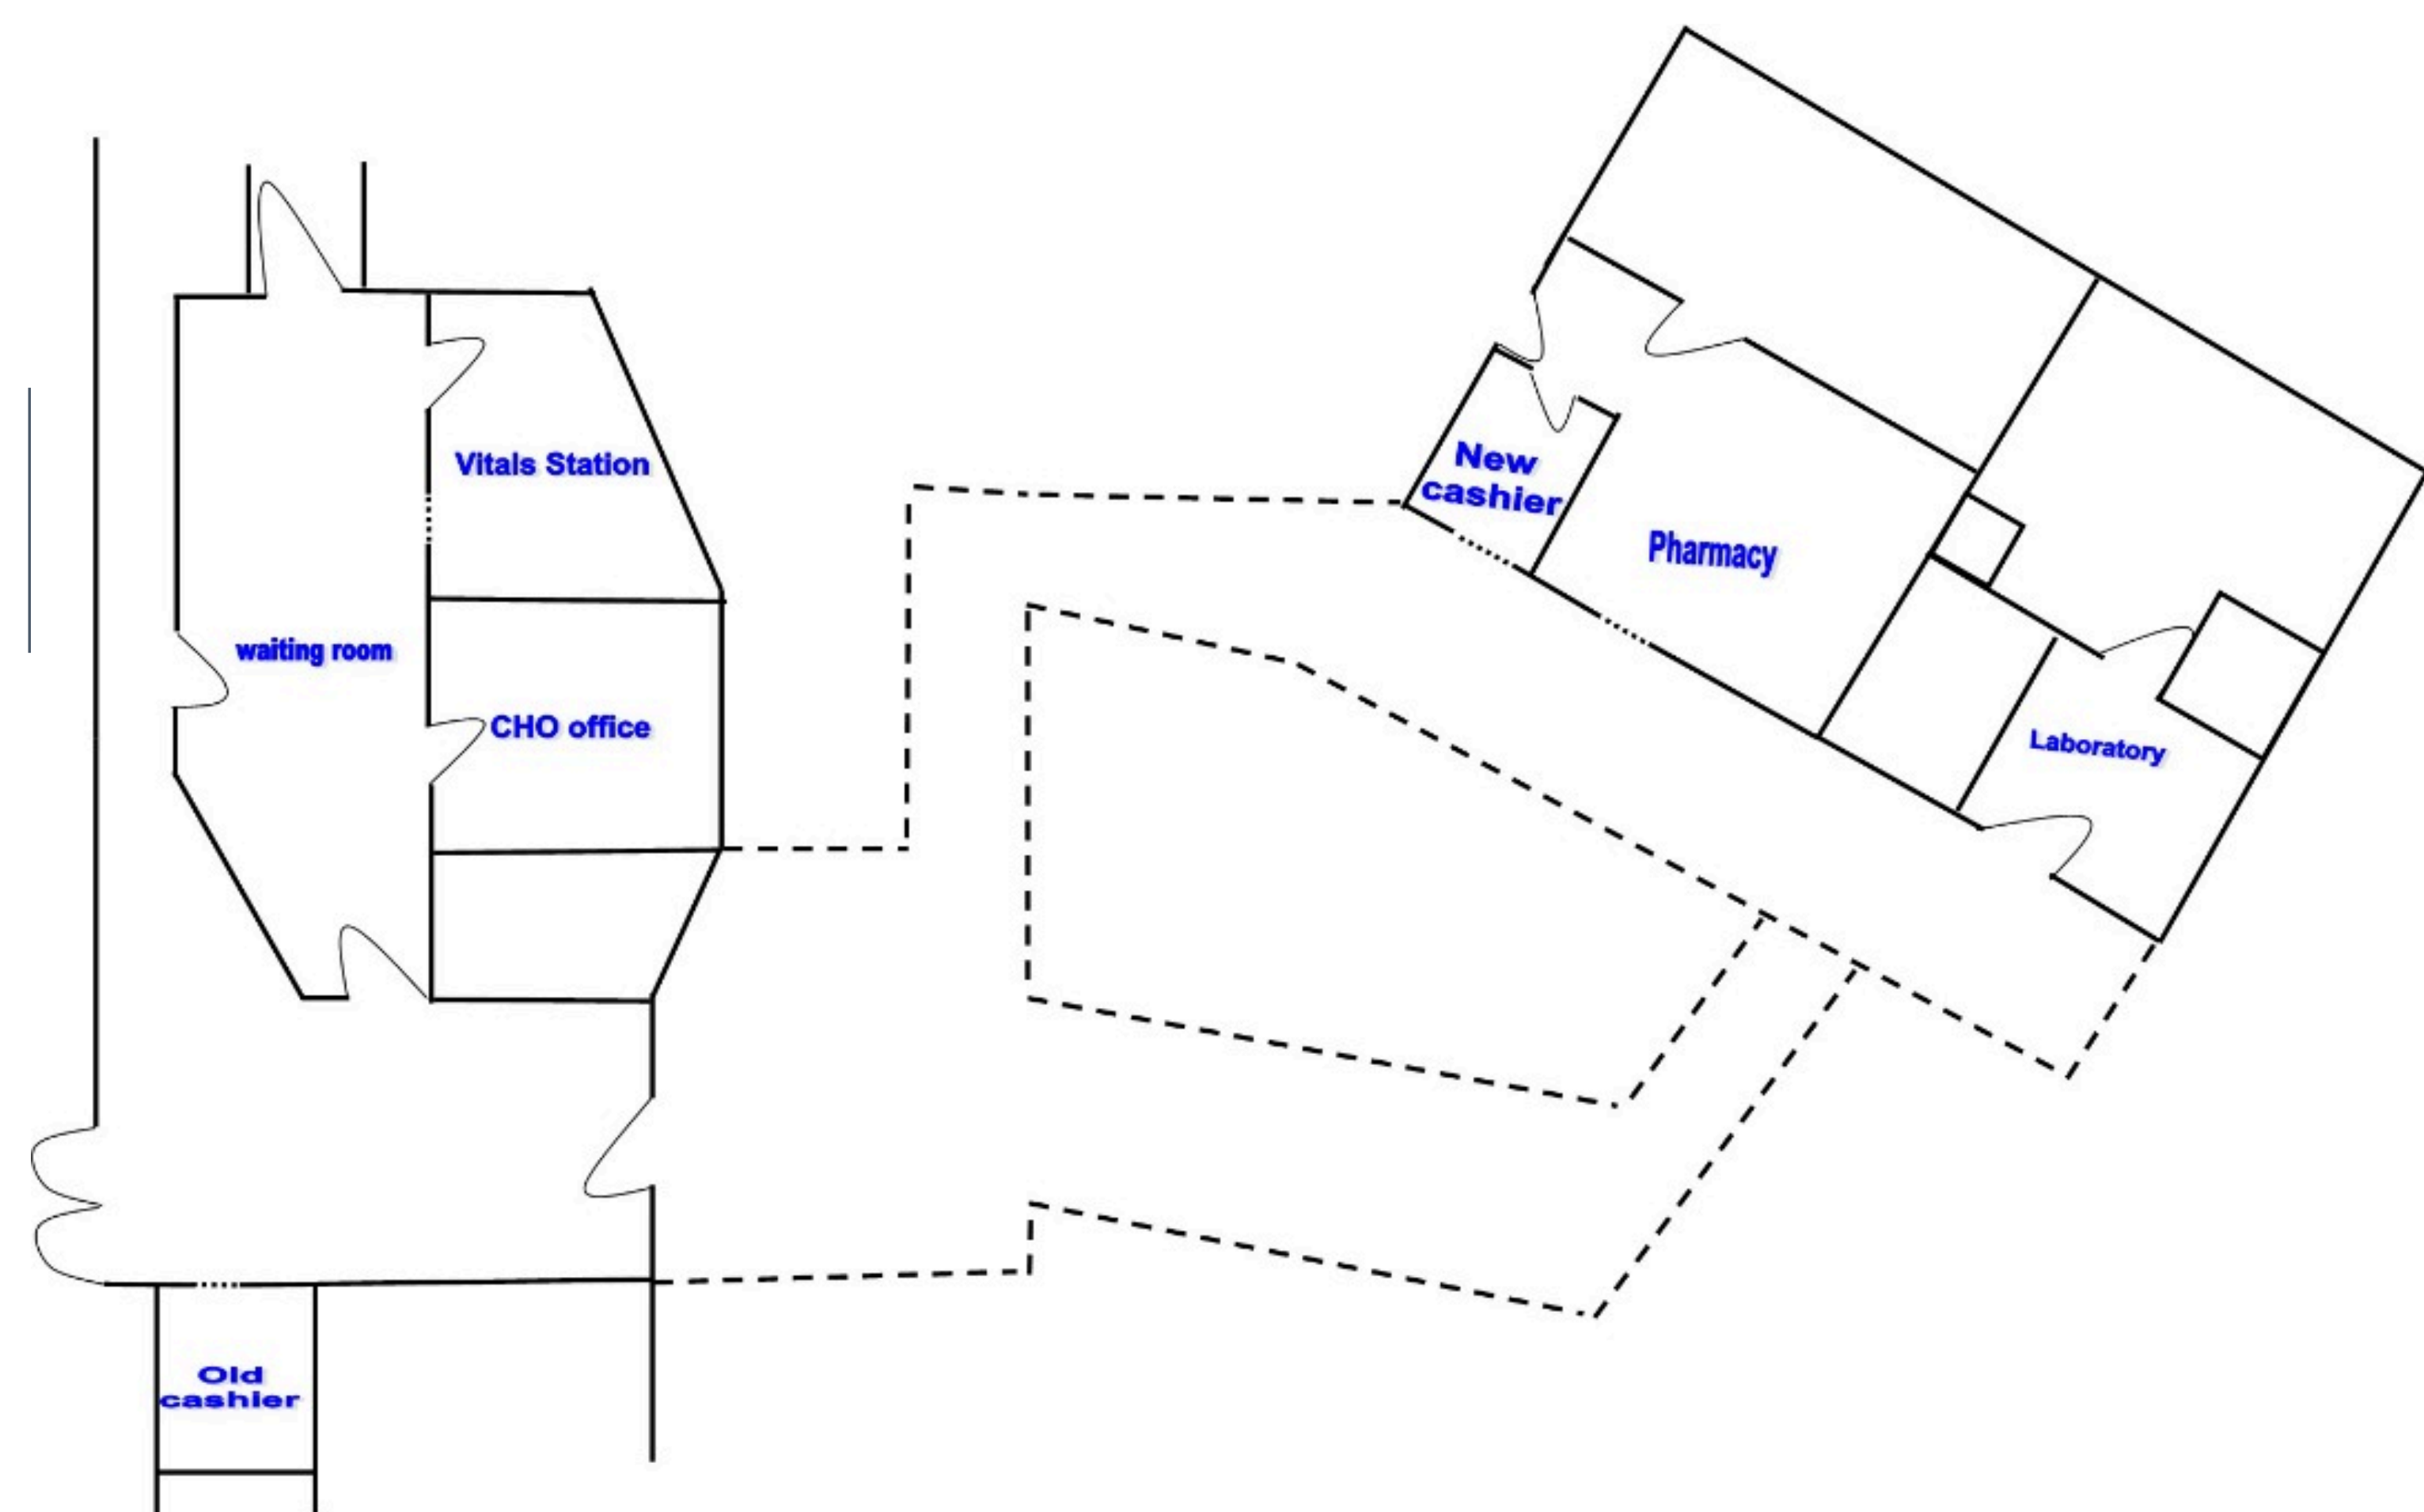 Vitals Station
New
cashier
Pharmacy
waiting room
CHO office
Laboratory
Old
cashier